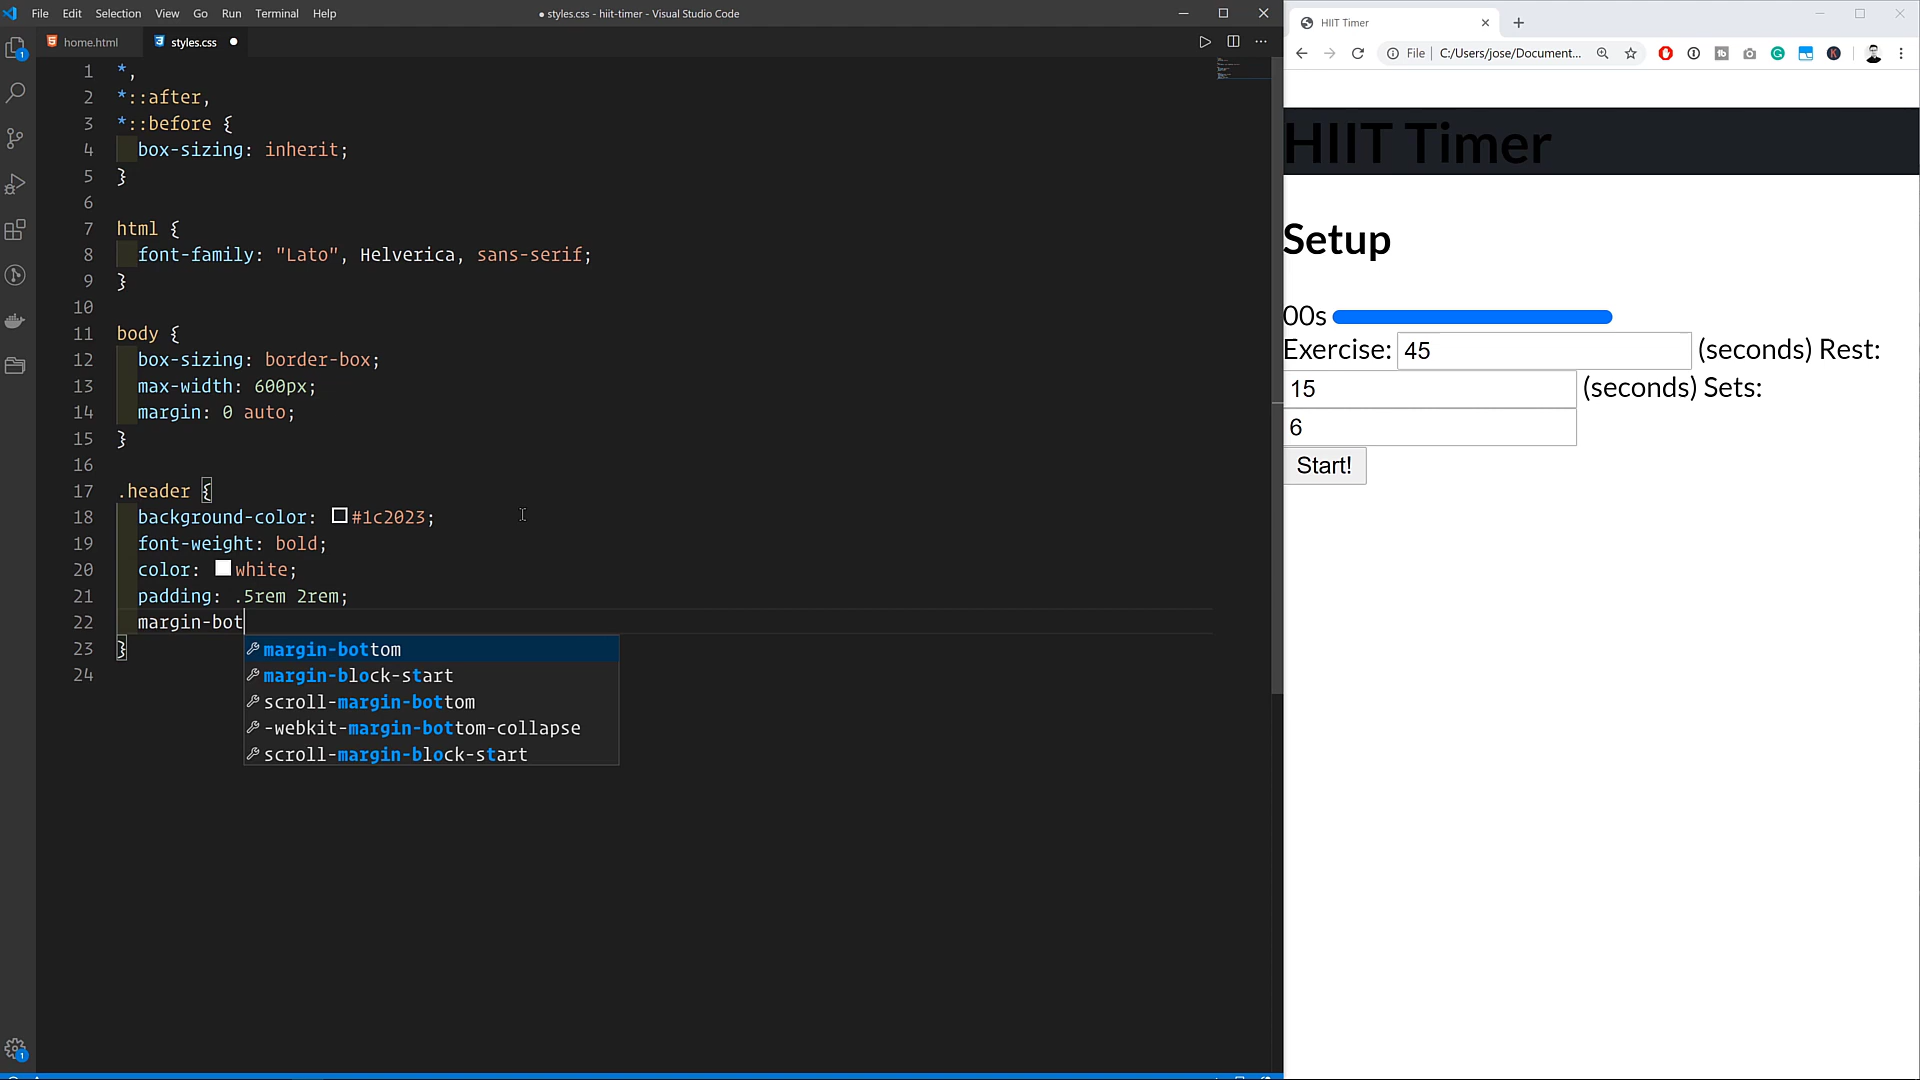 File Edit Selection View Go Run Terminal Help
● styles.css - hiit-timer - Visual Studio Code
home.html
styles.css ●
1 *,
2 *::after,
3 *::before {
4 box-sizing: inherit;
5 }
6
7 html {
8 font-family: "Lato", Helverica, sans-serif;
9 }
10
11 body {
12 box-sizing: border-box;
13 max-width: 600px;
14 margin: 0 auto;
15 }
16
17 .header {
18 background-color: #1c2023;
19 font-weight: bold;
20 color: white;
21 padding: .5rem 2rem;
22 margin-bot
23 }
24
margin-bottom
margin-block-start
scroll-margin-bottom
-webkit-margin-bottom-collapse
scroll-margin-block-start
1
1
HIIT Timer
File C:/Users/jose/Document...
HIIT Timer
Setup
00s
Exercise: 45 (seconds) Rest:
15 (seconds) Sets:
6
Start!